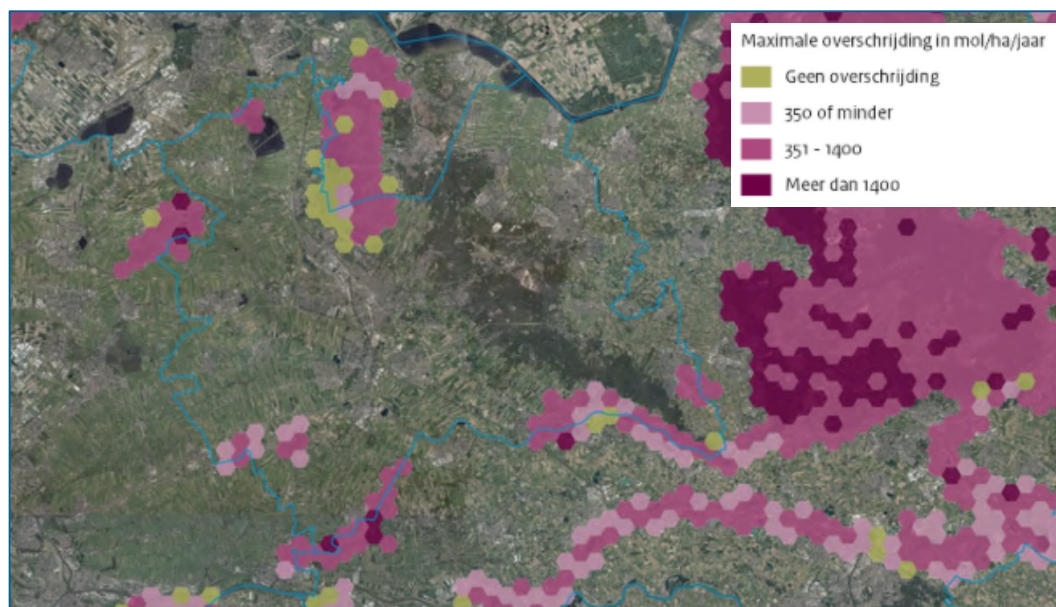 Maximale overschrijding in mol/ha/jaar
Geen overschrijding
350 of minder
351 - 1400
Meer dan 1400